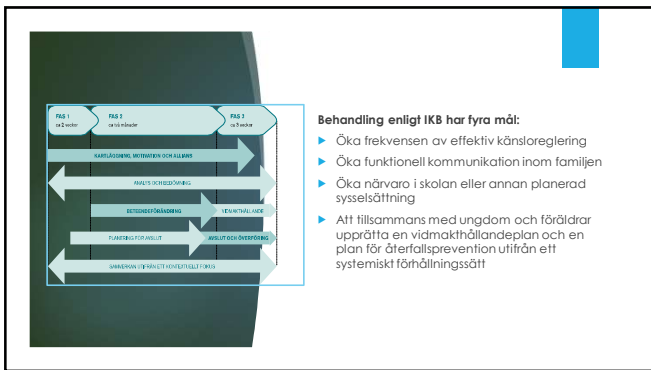 FAS 1
ca 2 veckor
FAS 2
ca två månader
FAS 3
ca 3 veckor
KARTLÄGGNING, MOTIVATION OCH ALLIANS
ANALYS OCH BEDÖMNING
BETEENDEFÖRÄNDRING
VIDMAKTHÅLLANDE
PLANERING FÖR AVSLUT
AVSLUT OCH ÖVERFÖRING
SAMVERKAN UTIFRÅN ETT KONTEXTUELLT FOKUS
Behandling enligt IKB har fyra mål:
Öka frekvensen av effektiv känsloreglering
Öka funktionell kommunikation inom familjen
Öka närvaro i skolan eller annan planerad
sysselsättning
Att tillsammans med ungdom och föräldrar
upprätta en vidmakthållandeplan och en
plan för återfallsprevention utifrån ett
systemiskt förhållningssätt